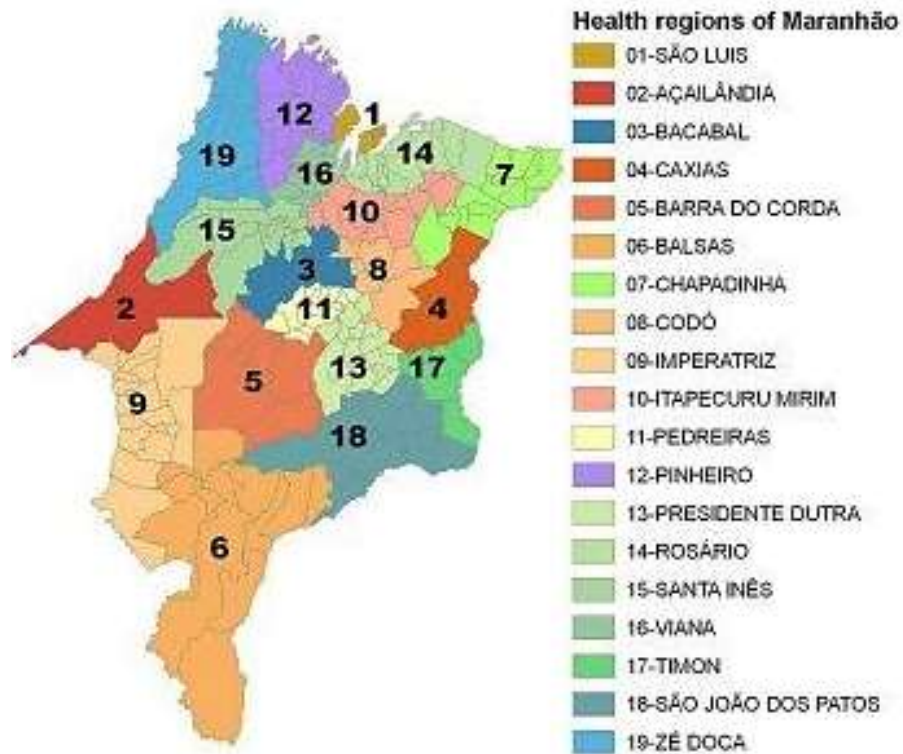 Health regions of Maranhão
01-SÃO LUIS
02-AÇAILÂNDIA
03-BACABAL
04-CAXIAS
05-BARRA DO CORDA
06-BALSAS
07-CHAPADINHA
08-CODÓ
09-IMPERATRIZ
10-ITAPECURU MIRIM
11-PEDREIRAS
12-PINHEIRO
13-PRESIDENTE DUTRA
14-ROSÁRIO
15-SANTA INÊS
16-VIANA
17-TIMON
18-SÃO JOÃO DOS PATOS
19-ZÉ DOCA
12
1
14
7
19
16
10
15
3
8
2
11
4
17
13
5
9
18
6